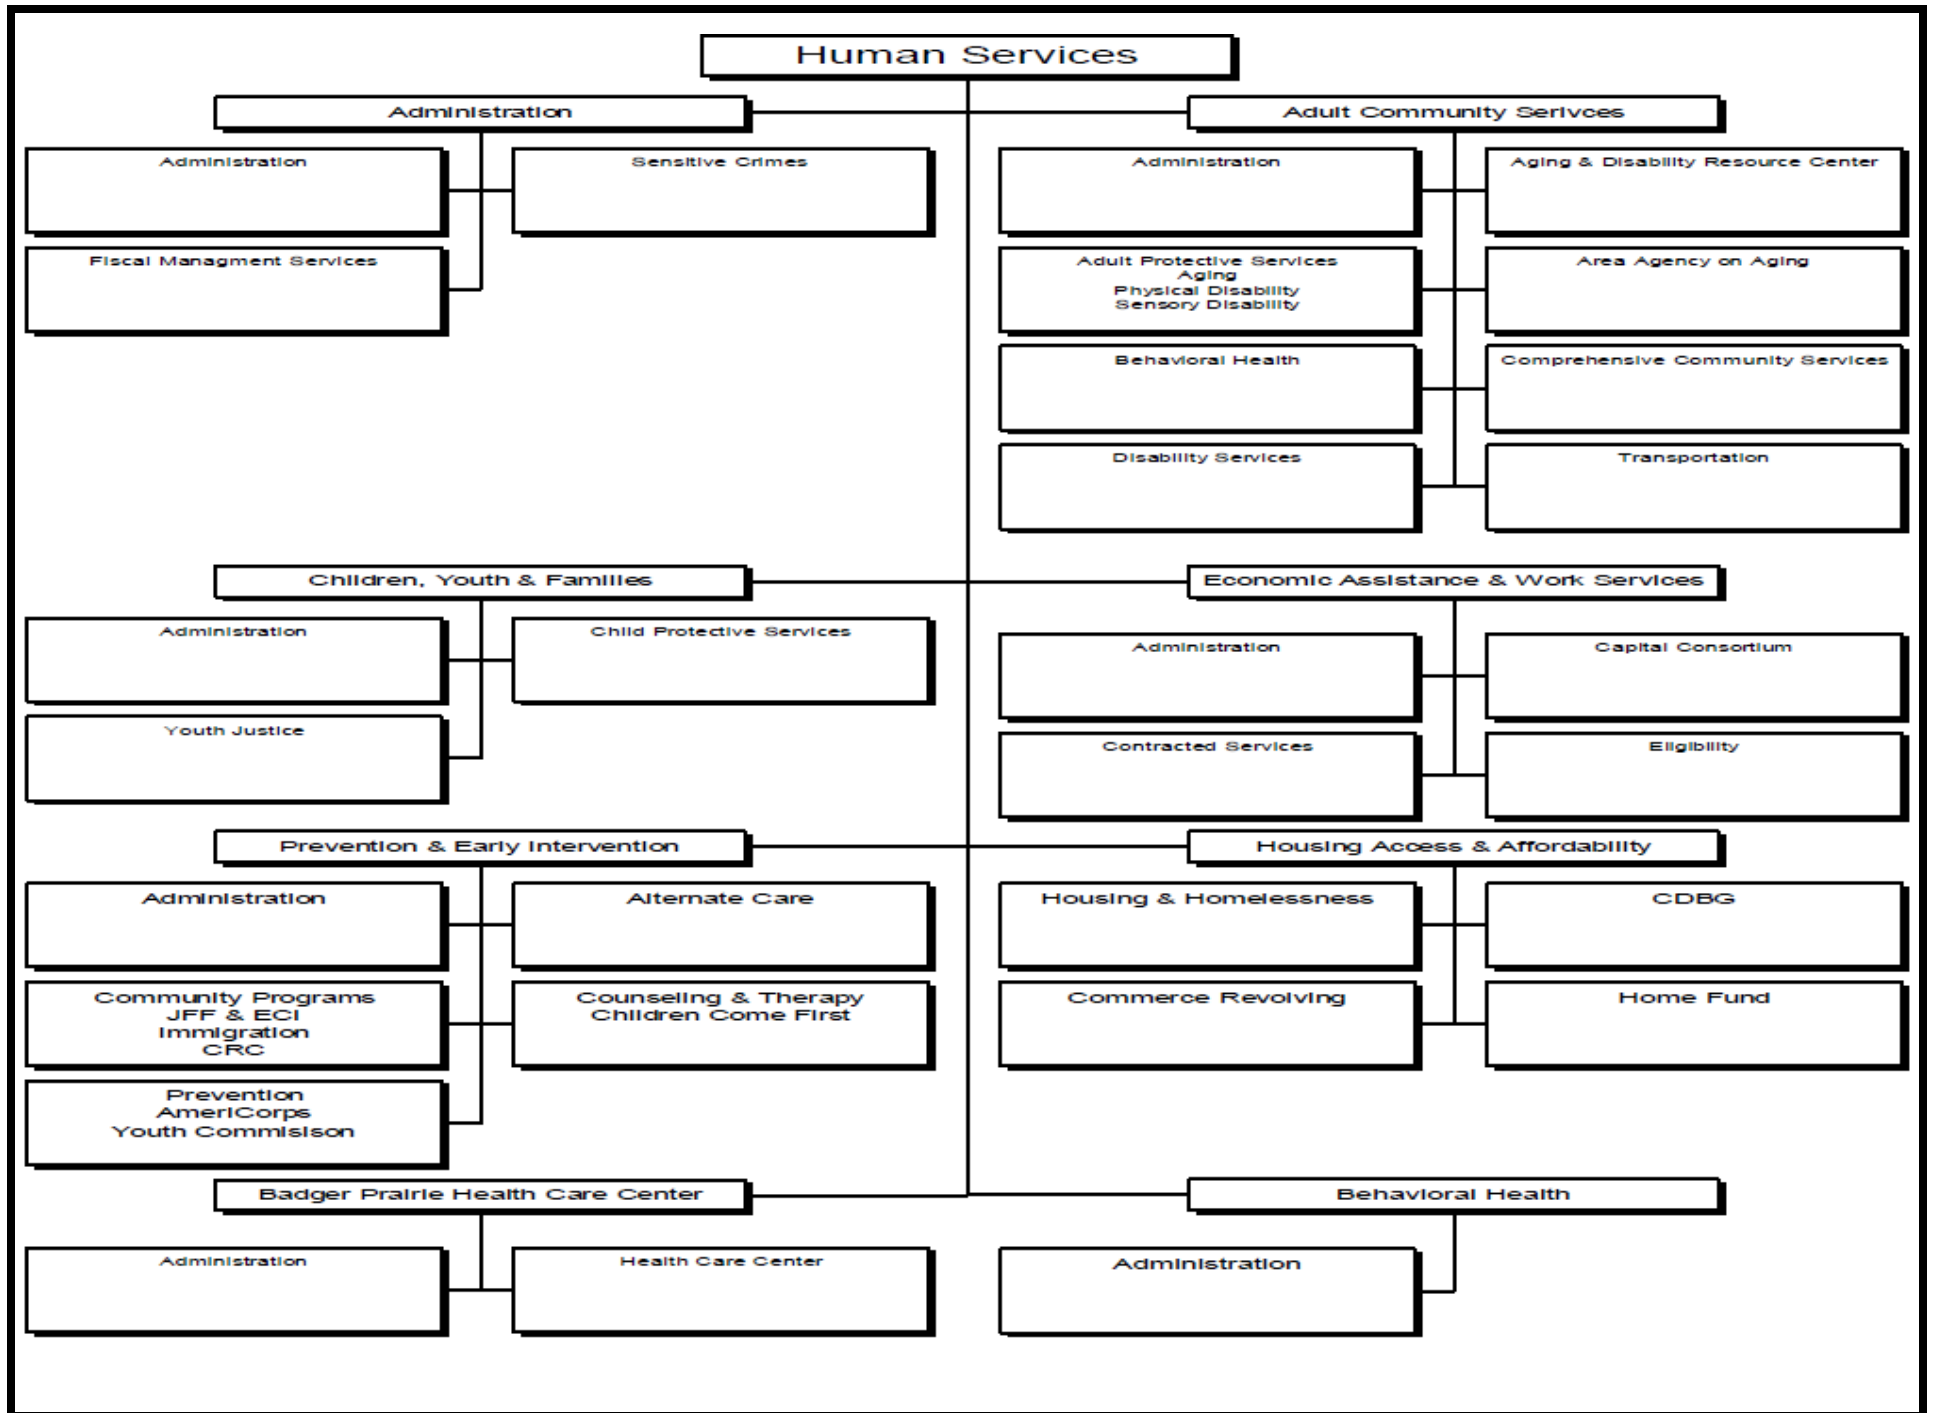 Human Services
Administration
Adult Community Serivces
Administration
Sensitive Crimes
Administration
Aging & Disability Resource Center
Fiscal Managment Services
Adult Protective Services
Aging
Physical Disability
Sensory Disability
Area Agency on Aging
Behavioral Health
Comprehensive Community Services
Disability Services
Transportation
Children, Youth & Families
Economic Assistance & Work Services
Administration
Child Protective Services
Administration
Capital Consortium
Youth Justice
Contracted Services
Eligibility
Prevention & Early Intervention
Housing Access & Affordability
Administration
Alternate Care
Housing & Homelessness
CDBG
Community Programs
JFF & ECI
Immigration
CRC
Counseling & Therapy
Children Come First
Commerce Revolving
Home Fund
Prevention
AmeriCorps
Youth Commisison
Badger Prairie Health Care Center
Behavioral Health
Administration
Health Care Center
Administration